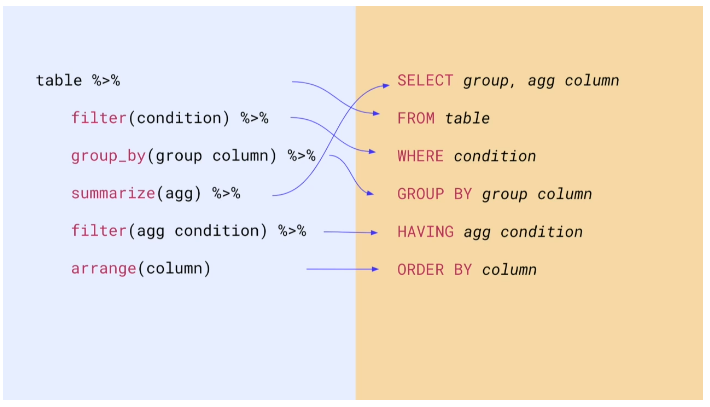 table %>%
filter(condition) %>%
group_by(group column) %>%
summarize(agg) %>%
filter(agg condition) %>%
arrange(column)
SELECT group, agg column
FROM table
WHERE condition
GROUP BY group column
HAVING agg condition
ORDER BY column